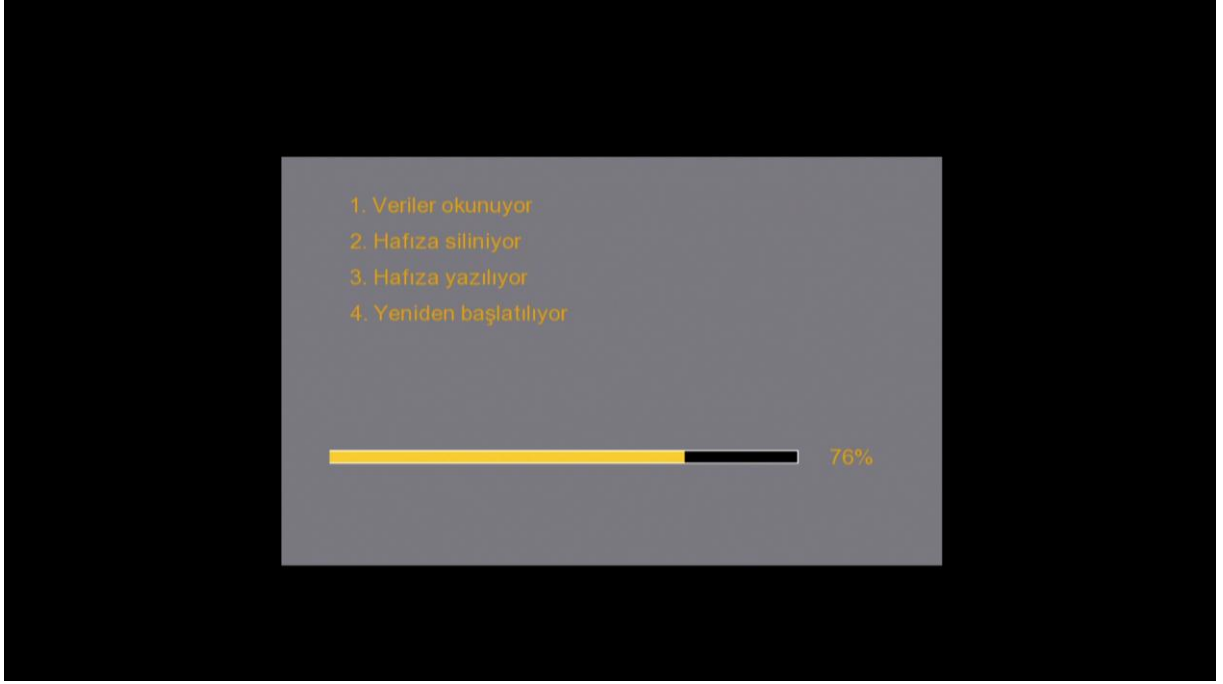 1. Veriler okunuyor
2. Hafıza siliniyor
3. Hafıza yazılıyor
4. Yeniden başlatılıyor
76%